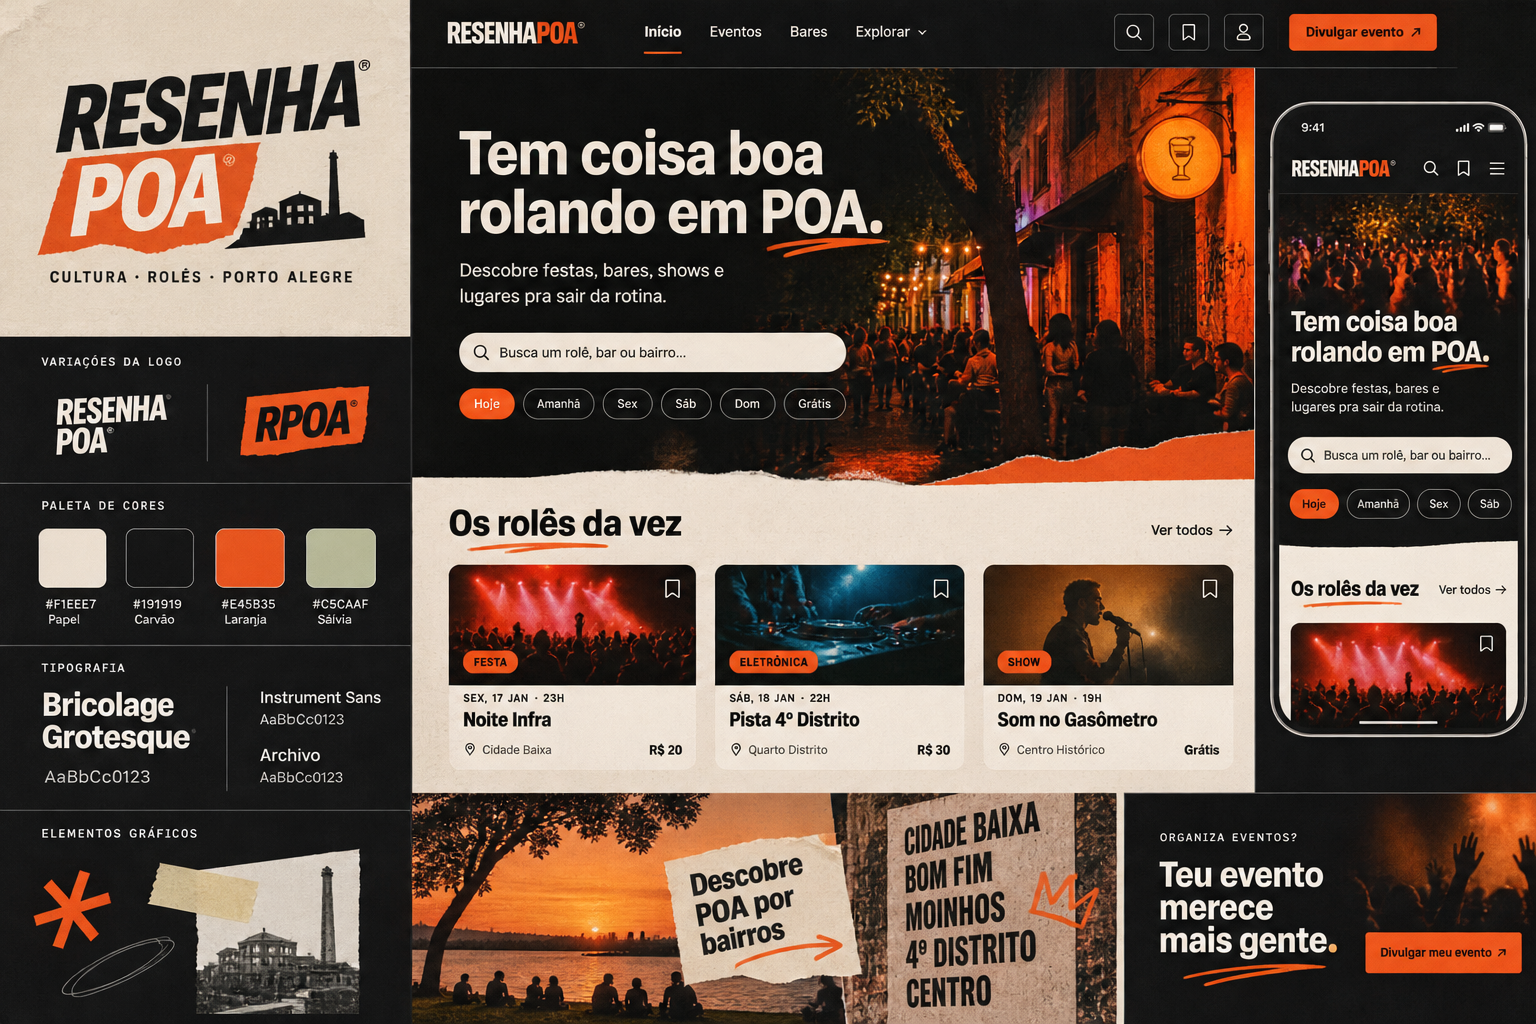 RESENHA®
POA®
CULTURA · ROLÊS · PORTO ALEGRE
VARIAÇÕES DA LOGO
RESENHA®
POA®
RPOA®
PALETA DE CORES
#F1EEE7
Papel
#191919
Carvão
#E45B35
Laranja
#C5CAAF
Sálvia
TIPOGRAFIA
Bricolage
Grotesque
AaBbCc0123
Instrument Sans
AaBbCc0123
Archivo
AaBbCc0123
ELEMENTOS GRÁFICOS
RESENHAPOA®
Início
Eventos
Bares
Explorar
Divulgar evento ↗
Tem coisa boa
rolando em POA.
Descobre festas, bares, shows e
lugares pra sair da rotina.
Busca um rolê, bar ou bairro...
Hoje
Amanhã
Sex
Sáb
Dom
Grátis
Os rolês da vez
Ver todos →
FESTA
SEX, 17 JAN · 23H
Noite Infra
Cidade Baixa
R$ 20
ELETRÔNICA
SÁB, 18 JAN · 22H
Pista 4º Distrito
Quarto Distrito
R$ 30
SHOW
DOM, 19 JAN · 19H
Som no Gasômetro
Centro Histórico
Grátis
9:41
RESENHAPOA®
Tem coisa boa
rolando em POA.
Descobre festas, bares e
lugares pra sair da rotina.
Busca um rolê, bar ou bairro...
Hoje
Amanhã
Sex
Sáb
Os rolês da vez
Ver todos →
Descobre
POA por
bairros
CIDADE BAIXA
BOM FIM
MOINHOS
4º DISTRITO
CENTRO
ORGANIZA EVENTOS?
Teu evento
merece
mais gente.
Divulgar meu evento ↗